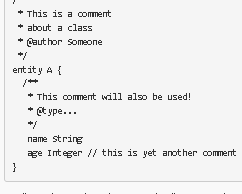 /
* This is a comment
* about a class
* @author Someone
*/
entity A {
/**
* This comment will also be used!
* @type...
*/
name String
age Integer // this is yet another comment
}